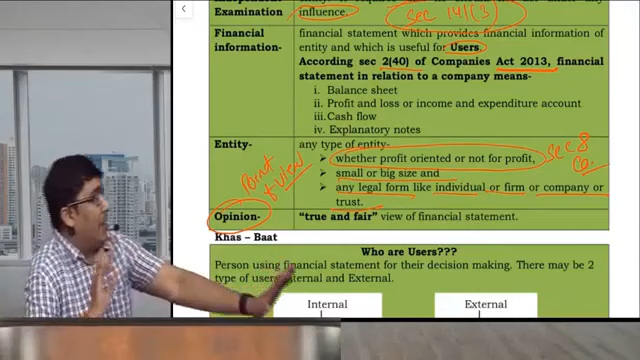 Independent
Examination
influence.
Sec 141(3)
Financial
information-
financial statement which provides financial information of
entity and which is useful for Users
According sec 2(40) of Companies Act 2013, financial
statement in relation to a company means-
i. Balance sheet
ii. Profit and loss or income and expenditure account
iii.Cash flow
iv. Explanatory notes
Entity-
any type of entity-
➤ whether profit oriented or not for profit,
Sec 8
Co.
➤ small or big size and
➤ any legal form like individual or firm or company or
trust.
Point
of View
Opinion-
"true and fair" view of financial statement.
Khas – Baat
Who are Users???
Person using financial statement for their decision making. There may be 2
type of users Internal and External.
Internal
External